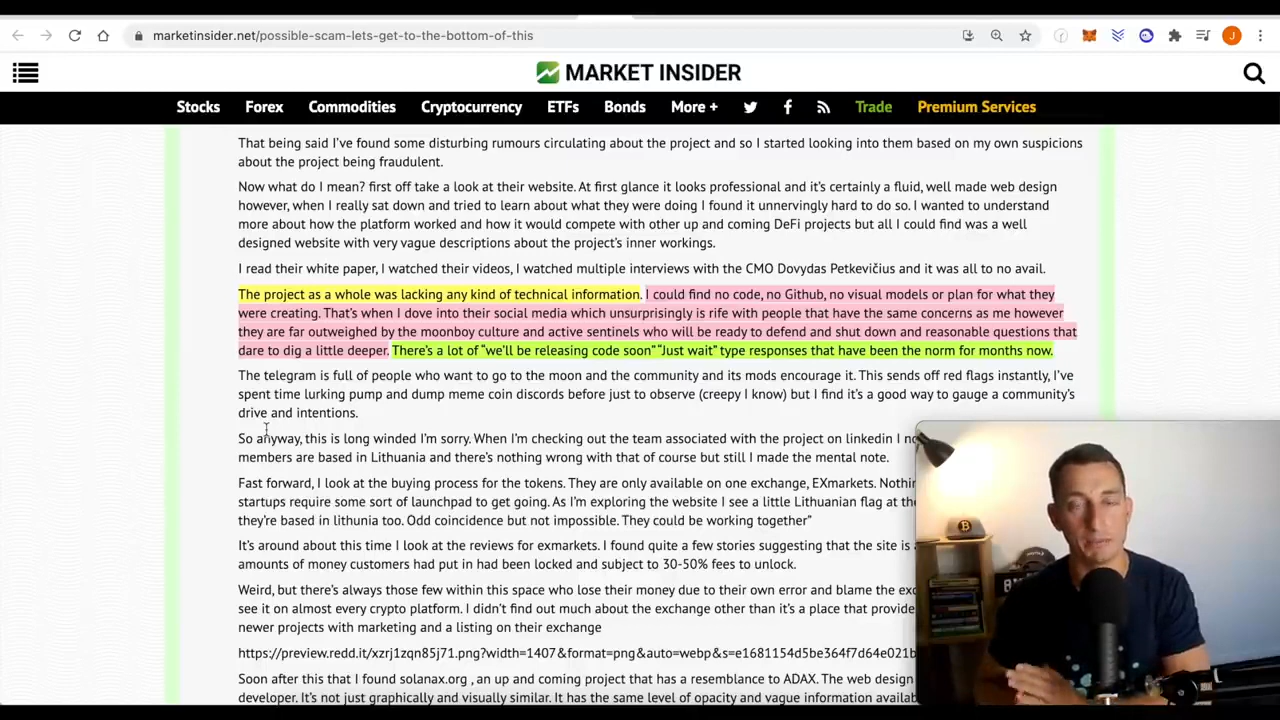 marketinsider.net/possible-scam-lets-get-to-the-bottom-of-this
J
MARKET INSIDER
Stocks Forex Commodities Cryptocurrency ETFs Bonds More + Trade Premium Services
That being said I've found some disturbing rumours circulating about the project and so I started looking into them based on my own suspicions
about the project being fraudulent.
Now what do I mean? first off take a look at their website. At first glance it looks professional and it's certainly a fluid, well made web design
however, when I really sat down and tried to learn about what they were doing I found it unnervingly hard to do so. I wanted to understand
more about how the platform worked and how it would compete with other up and coming DeFi projects but all I could find was a well
designed website with very vague descriptions about the project's inner workings.
I read their white paper, I watched their videos, I watched multiple interviews with the CMO Dovydas Petkevičius and it was all to no avail.
The project as a whole was lacking any kind of technical information. I could find no code, no Github, no visual models or plan for what they
were creating. That's when I dove into their social media which unsurprisingly is rife with people that have the same concerns as me however
they are far outweighed by the moonboy culture and active sentinels who will be ready to defend and shut down and reasonable questions that
dare to dig a little deeper. There's a lot of "we'll be releasing code soon" "Just wait" type responses that have been the norm for months now.
The telegram is full of people who want to go to the moon and the community and its mods encourage it. This sends off red flags instantly, I've
spent time lurking pump and dump meme coin discords before just to observe (creepy I know) but I find it's a good way to gauge a community's
drive and intentions.
So anyway, this is long winded I'm sorry. When I'm checking out the team associated with the project on linkedin I
members are based in Lithuania and there's nothing wrong with that of course but still I made the mental note.
Fast forward, I look at the buying process for the tokens. They are only available on one exchange, EXmarkets.
startups require some sort of launchpad to get going. As I'm exploring the website I see a little Lithuanian flag at
they're based in lithunia too. Odd coincidence but not impossible. They could be working together"
It's around about this time I look at the reviews for exmarkets. I found quite a few stories suggesting that the site is
amounts of money customers had put in had been locked and subject to 30-50% fees to unlock.
Weird, but there's always those few within this space who lose their money due to their own error and blame the
see it on almost every crypto platform. I didn't find out much about the exchange other than it's a place that
newer projects with marketing and a listing on their exchange
https://preview.redd.it/xzrj1zqn85j71.png?width=1407&format=png&auto=webp&s=e1681154d5be364f7d64e021b
Soon after this that I found solanax.org , an up and coming project that has a resemblance to ADAX. The web design
developer. It's not just graphically and visually similar. It has the same level of opacity and vague information